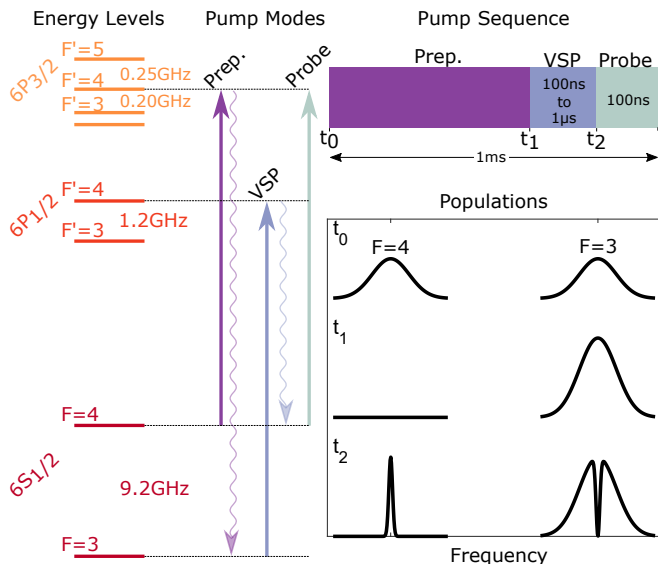 Energy Levels
Pump Modes
Pump Sequence
F'=5
6P3/2
F'=4
0.25GHz
F'=3
0.20GHz
Prep.
Probe
Prep.
VSP
Probe
100ns
to
1µs
100ns
t0
t1
t2
1ms
F'=4
6P1/2
1.2GHz
F'=3
VSP
Populations
t0
F=4
F=3
t1
t2
F=4
6S1/2
9.2GHz
F=3
Frequency